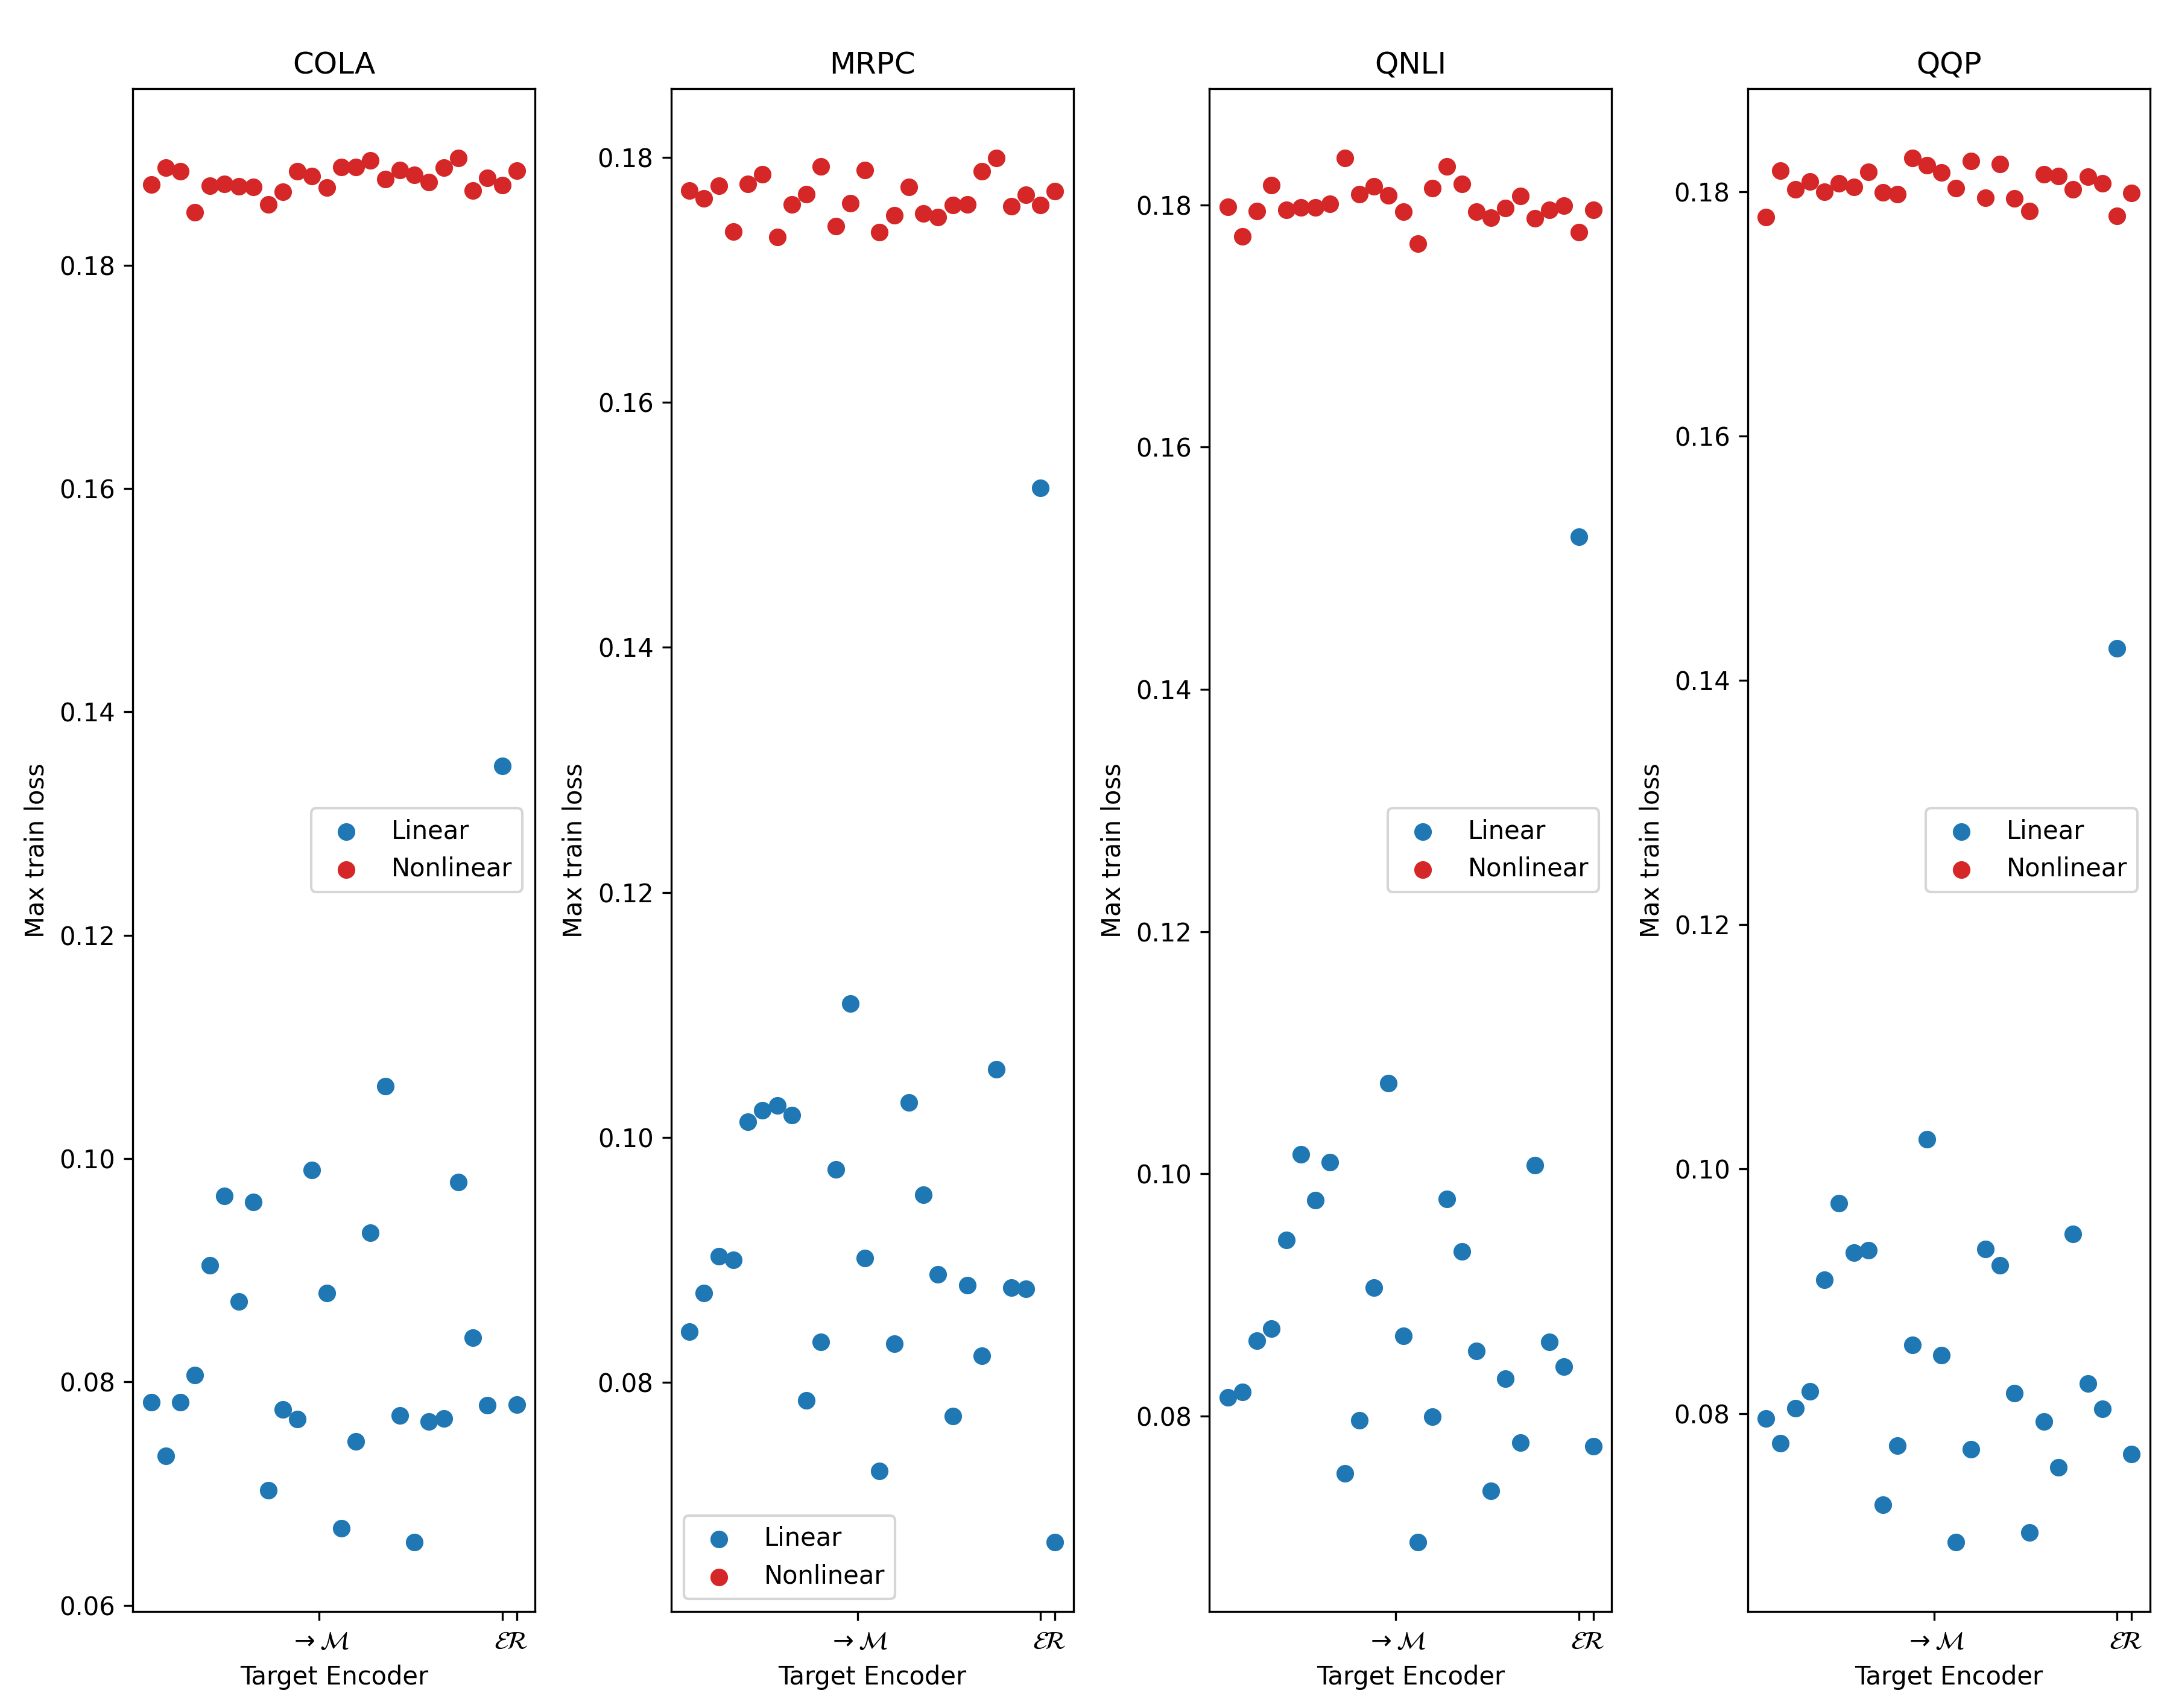 COLA
Max train loss
0.18
0.16
0.14
0.12
0.10
0.08
0.06
Linear
Nonlinear
→ℳ
ℰ
ℛ
Target Encoder
MRPC
Max train loss
0.18
0.16
0.14
0.12
0.10
0.08
Linear
Nonlinear
→ℳ
ℰ
ℛ
Target Encoder
QNLI
Max train loss
0.18
0.16
0.14
0.12
0.10
0.08
Linear
Nonlinear
→ℳ
ℰ
ℛ
Target Encoder
QQP
Max train loss
0.18
0.16
0.14
0.12
0.10
0.08
Linear
Nonlinear
→ℳ
ℰ
ℛ
Target Encoder